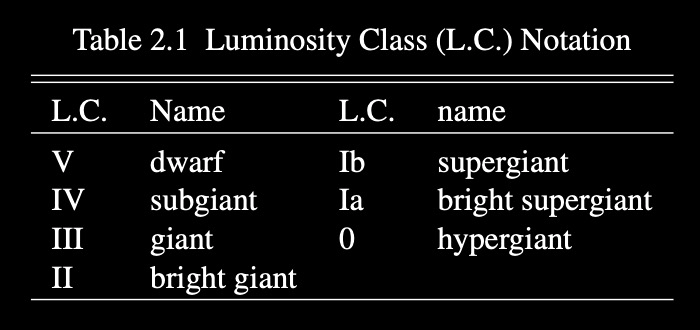 Table 2.1 Luminosity Class (L.C.) Notation
L.C. Name L.C. name
V dwarf Ib supergiant
IV subgiant Ia bright supergiant
III giant 0 hypergiant
II bright giant